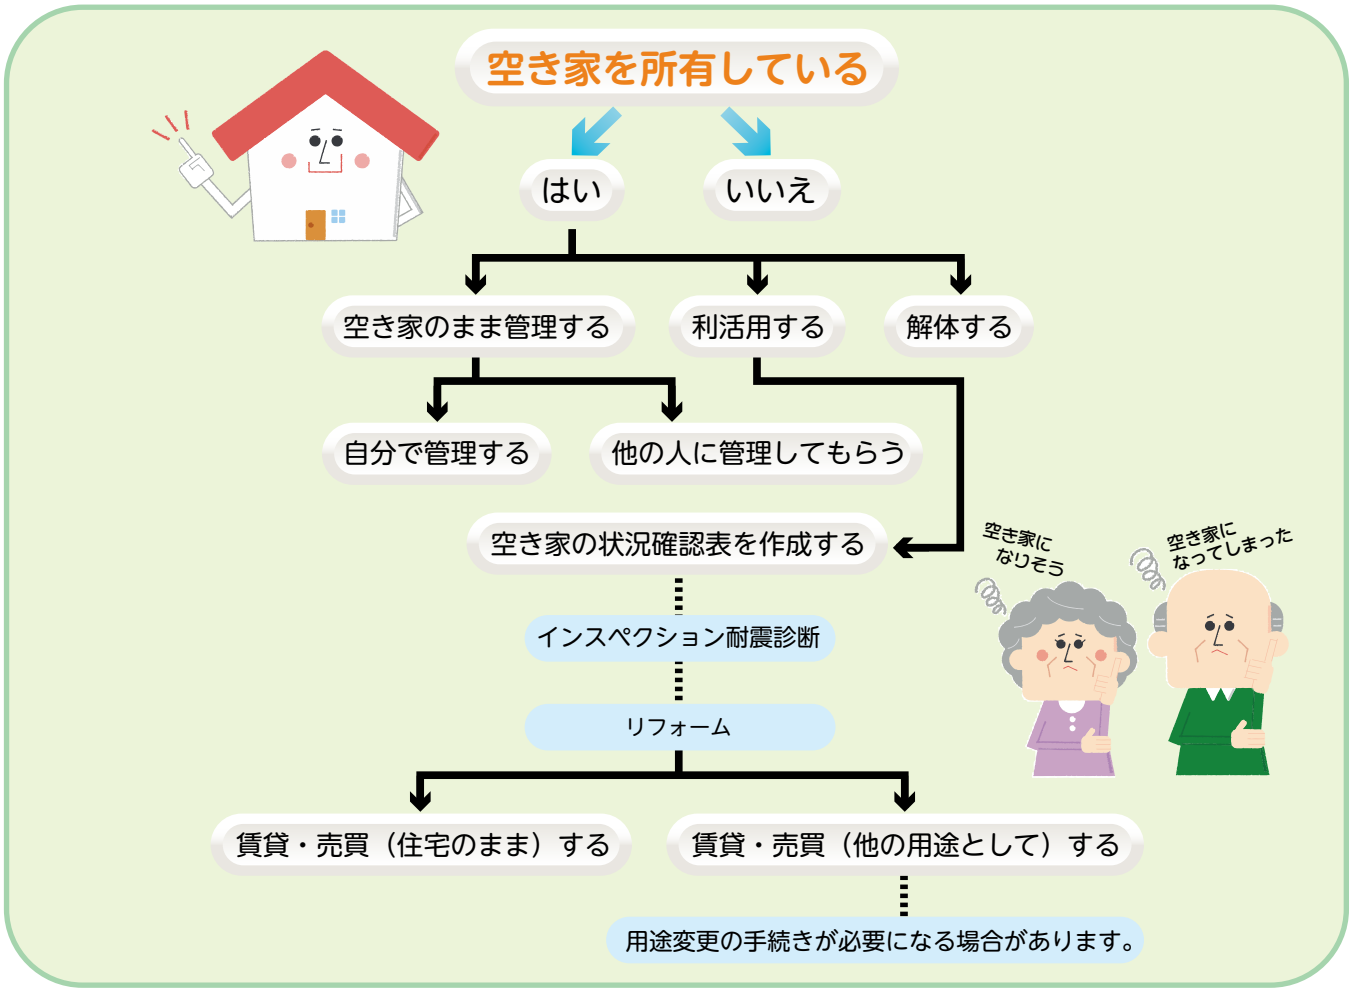 空き家を所有している
はい
いいえ
空き家のまま管理する
利活用する
解体する
自分で管理する
他の人に管理してもらう
空き家の状況確認表を作成する
空き家に
なりそう
空き家に
なってしまった
インスペクション耐震診断
リフォーム
賃貸・売買（住宅のまま）する
賃貸・売買（他の用途として）する
用途変更の手続きが必要になる場合があります。